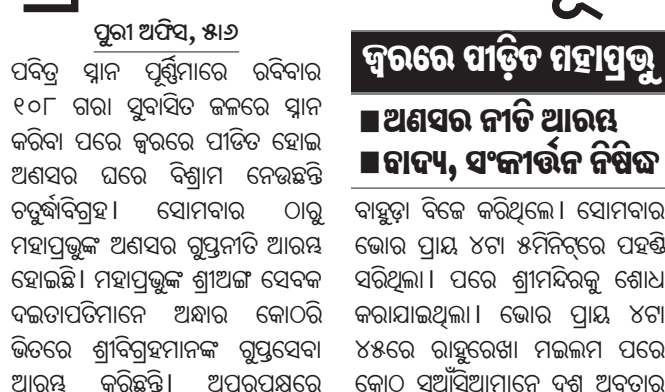 ପୁରୀ ଅଫିସ, ୫ା୬
ପବିତ୍ର ସ୍ନାନ ପୂର୍ଣ୍ଣିମାରେ ରବିବାର
୧୦୮ ଗରା ସୁବାସିତ ଜଳରେ ସ୍ନାନ
କରିବା ପରେ ଜ୍ୱରରେ ପୀଡିତ ହୋଇ
ଅଣସର ଘରେ ବିଶ୍ରାମ ନେଉଛନ୍ତି
ଚତୁର୍ଦ୍ଧାବିଗ୍ରହ। ସୋମବାର ଠାରୁ
ମହାପ୍ରଭୁଙ୍କ ଅଣସର ଗୁପ୍ତନୀତି ଆରମ୍ଭ
ହୋଇଛି। ମହାପ୍ରଭୁଙ୍କ ଶ୍ରୀଅଙ୍ଗ ସେବକ
ଦଇତାପତିମାନେ ଅନ୍ଧାର କୋଠରି
ଭିତରେ ଶ୍ରୀବିଗ୍ରହମାନଙ୍କ ଗୁପ୍ତସେବା
ଆରମ୍ଭ କରିଛନ୍ତି। ଅପରପକ୍ଷରେ
ଜ୍ୱରରେ ପୀଡ଼ିତ ମହାପ୍ରଭୁ
■ଅଣସର ନୀତି ଆରମ୍ଭ
■ବାଦ୍ୟ, ସଂକୀର୍ତ୍ତନ ନିଷିଦ୍ଧ
ବାହୁଡ଼ା ବିଜେ କରିଥିଲେ। ସୋମବାର
ଭୋର ପ୍ରାୟ ୪ଟା ୫ମିନିଟ୍‌ରେ ପହଣ୍ଡି
ସରିଥିଲା। ପରେ ଶ୍ରୀମନ୍ଦିରକୁ ଶୋଧ
କରାଯାଇଥିଲା। ଭୋର ପ୍ରାୟ ୪ଟା
୪୫ରେ ରାହୁରେଖା ମଇଲମ ପରେ
କୋଠ ସୁଆଁସିଆମାନେ ଦଶ ଅବତାର